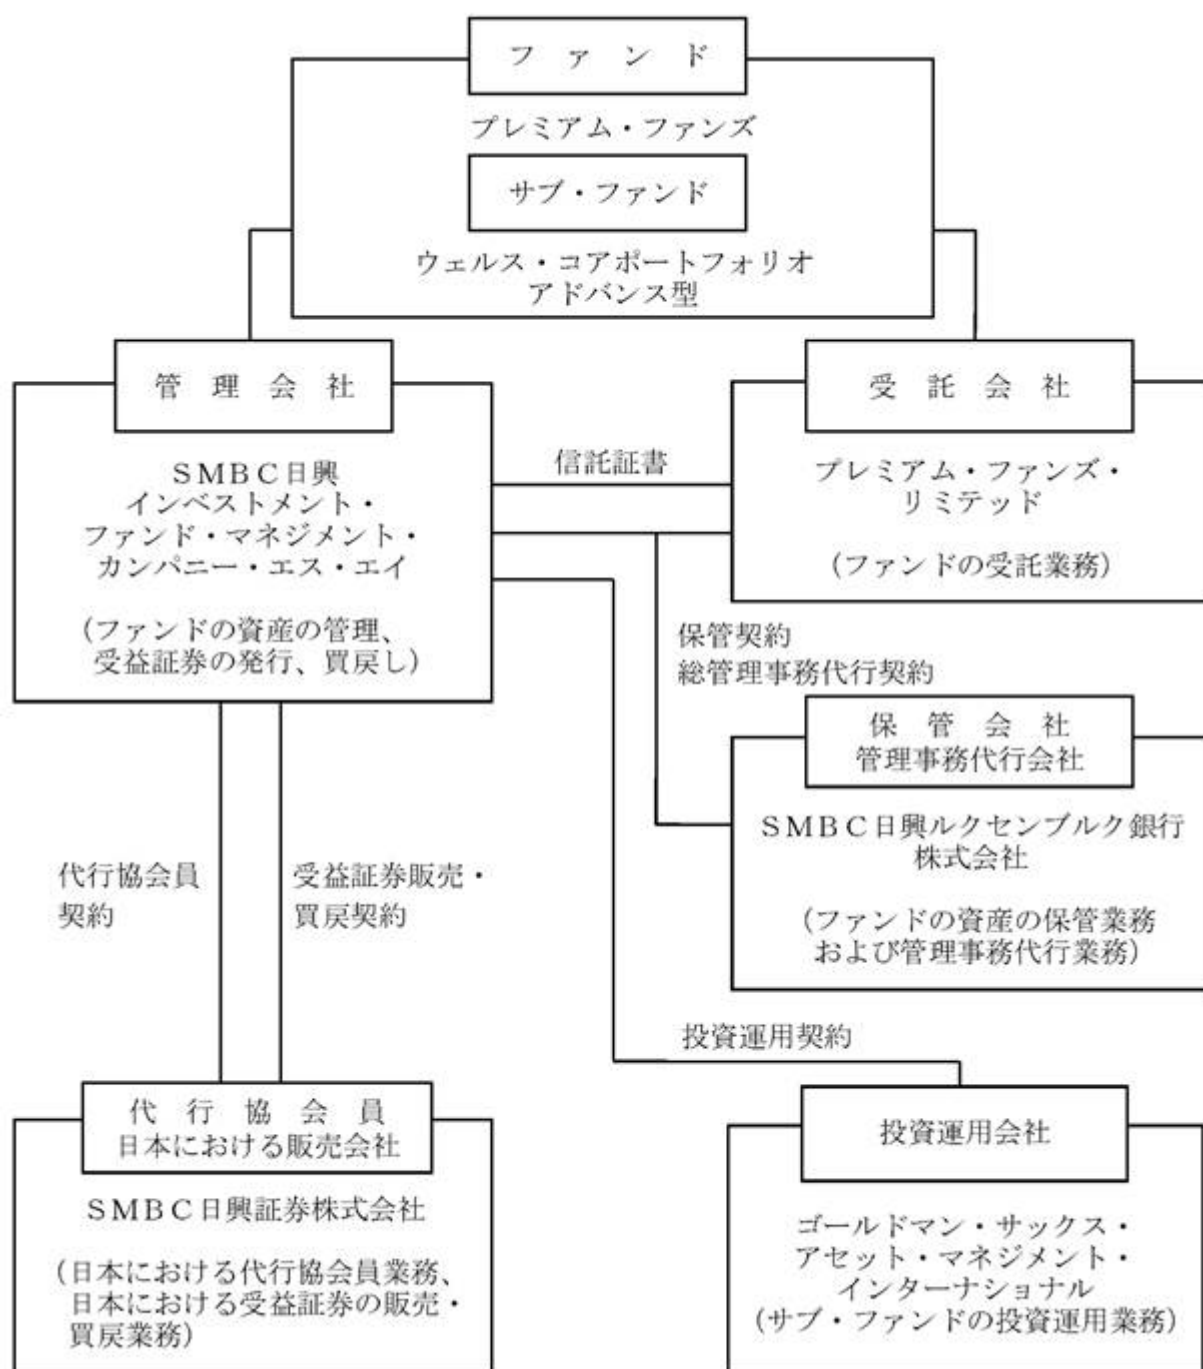 ファンド
プレミアム・ファンズ
サブ・ファンド
ウェルス・コアポートフォリオ
アドバンス型
管理会社
SMBC日興
インベストメント・
ファンド・マネジメント・
カンパニー・エス・エイ
(ファンドの資産の管理、
受益証券の発行、買戻し)
信託証書
受託会社
プレミアム・ファンズ・
リミテッド
(ファンドの受託業務)
保管契約
総管理事務代行契約
保管会社
管理事務代行会社
SMBC日興ルクセンブルク銀行
株式会社
(ファンドの資産の保管業務
および管理事務代行業務)
代行協会員
契約
受益証券販売・
買戻契約
投資運用契約
代行協会員
日本における販売会社
SMBC日興証券株式会社
(日本における代行協会員業務、
日本における受益証券の販売・
買戻業務)
投資運用会社
ゴールドマン・サックス・
アセット・マネジメント・
インターナショナル
(サブ・ファンドの投資運用業務)